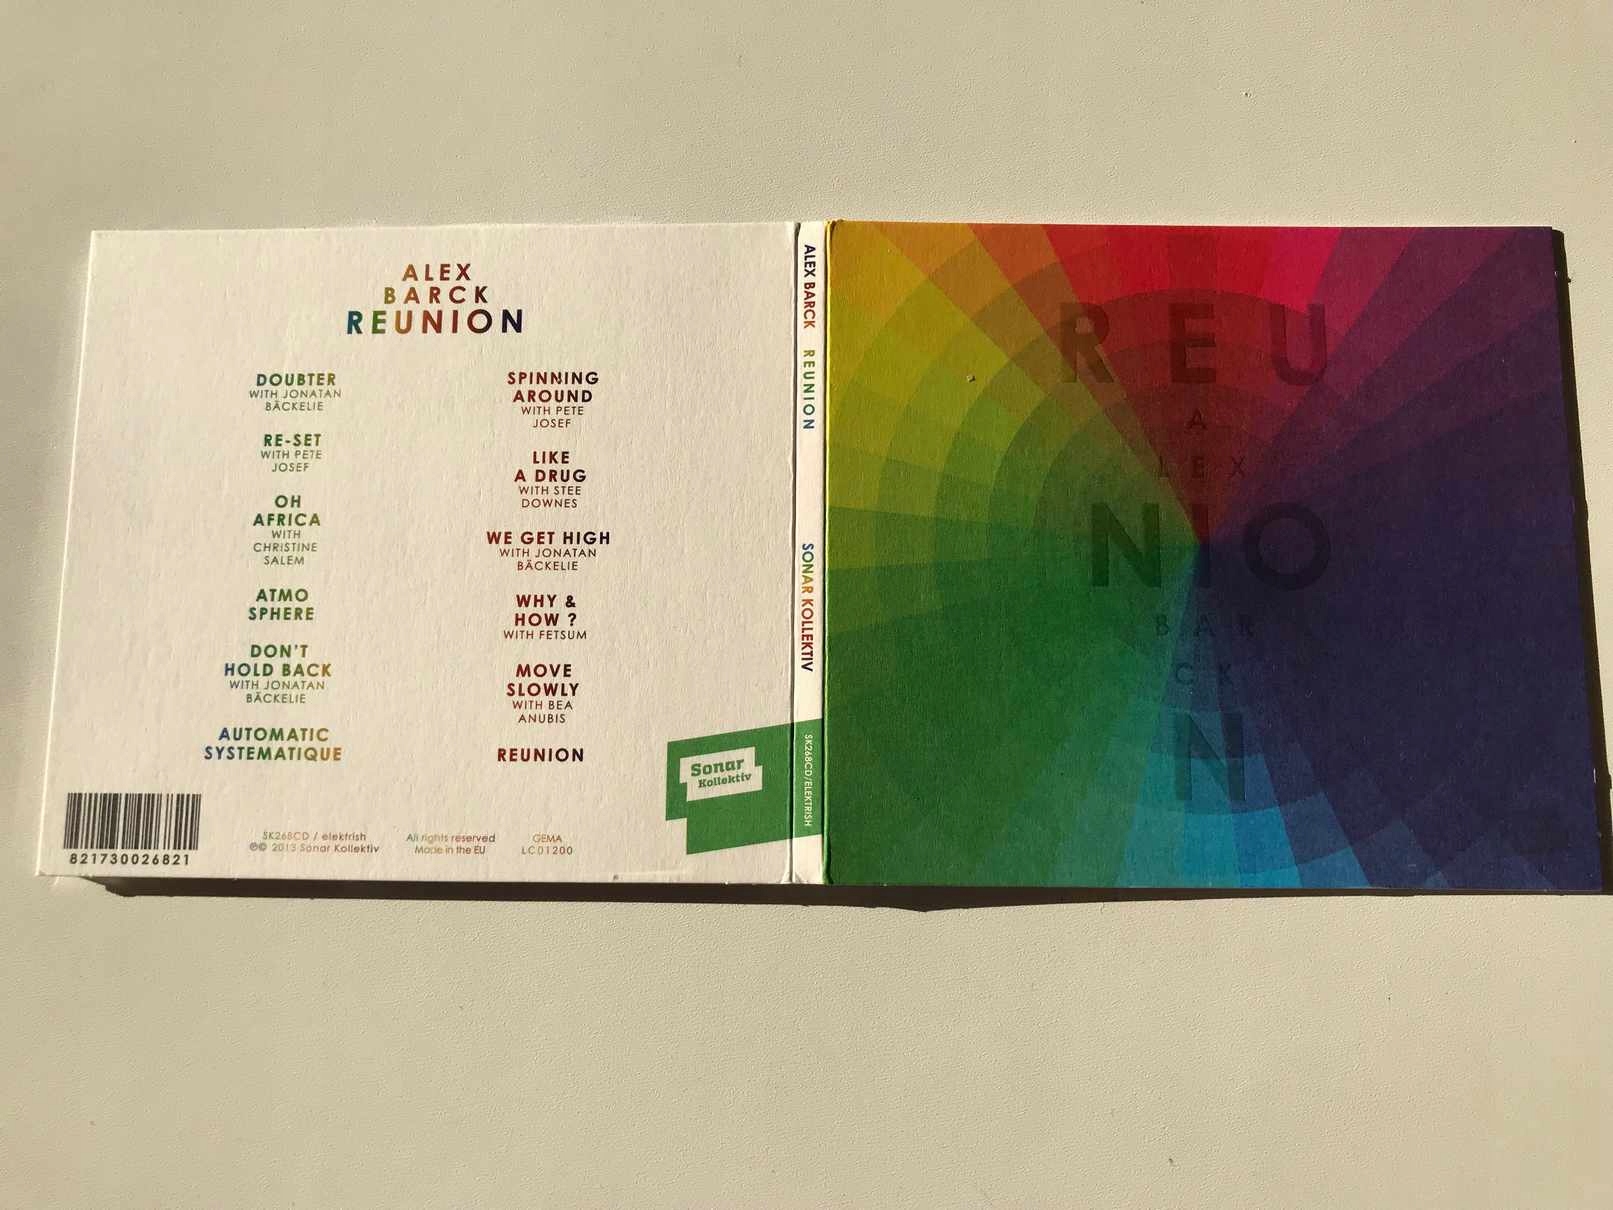 ALEX
BARCK
REUNION
DOUBTER
WITH JONATAN
BÄCKELIE
RE-SET
WITH PETE
JOSEF
OH
AFRICA
WITH
CHRISTINE
SALEM
ATMO
SPHERE
DON'T
HOLD BACK
WITH JONATAN
BÄCKELIE
AUTOMATIC
SYSTEMATIQUE
SPINNING
AROUND
WITH PETE
JOSEF
LIKE
A DRUG
WITH STEE
DOWNES
WE GET HIGH
WITH JONATAN
BÄCKELIE
WHY &
HOW ?
WITH FETSUM
MOVE
SLOWLY
WITH BEA
ANUBIS
REUNION
821730026821
SK268CD / elektrish
℗© 2013 Sonar Kollektiv
All rights reserved
Made in the EU
GEMA
LC01200
Sonar
Kollektiv
ALEX BARCK REUNION SONAR KOLLEKTIV SK268CD/ELEKTRISH
REU
A
LEX
NIO
BAR
CK
N